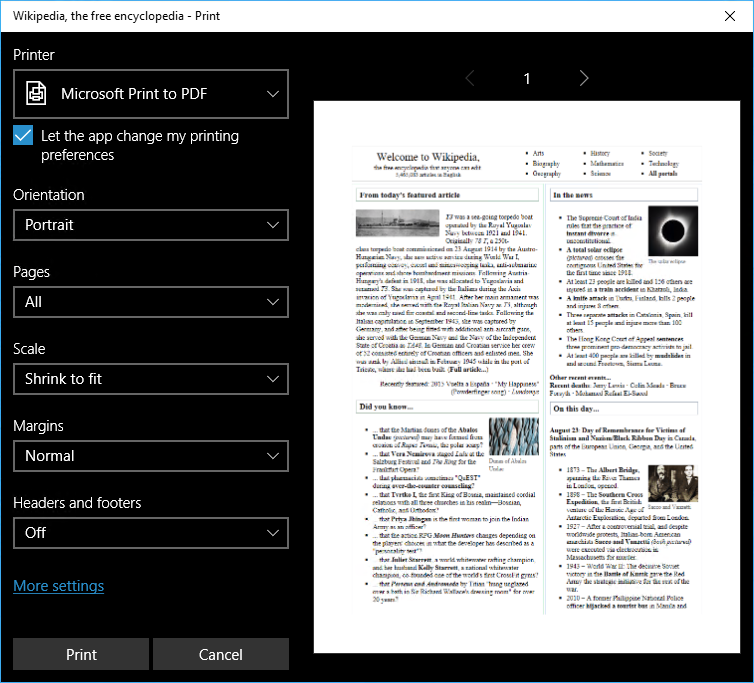 Wikipedia, the free encyclopedia - Print
Printer
Microsoft Print to PDF
Let the app change my printing
preferences
Orientation
Portrait
Pages
All
Scale
Shrink to fit
Margins
Normal
Headers and footers
Off
More settings
Print
Cancel
1
Welcome to Wikipedia,
the free encyclopedia that anyone can edit
5,460,000 articles in English
• Arts
• Biography
• Geography
• History
• Mathematics
• Science
• Society
• Technology
• All portals
From today's featured article
T3 was a sea-going torpedo boat
operated by the Royal Yugoslav
Navy between 1921 and 1941.
Originally 78 T, a 250t-
class torpedo boat commissioned on 23 August 1914 by the Austro-
Hungarian Navy, she saw active service during World War I,
performing convoy, escort and minesweeping tasks, anti-submarine
operations and shore bombardment missions. Following Austria-
Hungary's defeat in 1918, she was allocated to Yugoslavia and
renamed T3. She was captured by the Italians during the Axis
invasion of Yugoslavia in April 1941. After her main armament was
modernised, she served with the Royal Italian Navy as T3, although
she was only used for coastal and second-line tasks. Following the
Italian capitulation in September 1943, she was captured by
Germany, and after being fitted with additional anti-aircraft guns,
she served with the German Navy and the Navy of the Independent
State of Croatia as TA48. In German and Croatian service her crew
of 52 consisted entirely of Croatian officers and enlisted men. She
was sunk by Allied aircraft in February 1945 while in the port of
Trieste, where she had been built. (Full article...)
Recently featured: 2015 Vuelta a España · "My Happiness"
(Powderfinger song) · Lundomys
Did you know...
• ... that the Martian dunes of the Abalos
Undae (pictured) may have formed from
erosion of Rupes Tenuis, the polar scarp?
• ... that Vera Nemirova staged Lulu at the
Salzburg Festival and The Ring for the
Frankfurt Opera?
• ... that pharmacists sometimes "QuEST"
during over-the-counter counseling?
• ... that Tvrtko I, the first King of Bosnia, maintained cordial
relations with all three churches in his realm—Bosnian,
Catholic, and Orthodox?
• ... that Priya Jhingan is the first woman to join the Indian
Army as an officer?
• ... that the action RPG Moon Hunters changes depending on
the players' choices in what the developer has described as a
"personality test"?
• ... that Juliet Starrett, a world whitewater rafting champion,
and her husband Kelly Starrett, a national whitewater
champion, co-founded one of the world's first CrossFit gyms?
• ... that Perseus and Andromeda by Titian "hung unglazed
over a bath in Sir Richard Wallace's dressing room" for over
20 years?
Dunes of Abalos
Undae
In the news
• The Supreme Court of India
rules that the practice of
instant divorce is
unconstitutional.
• A total solar eclipse
(pictured) crosses the
contiguous United States for
the first time since 1918.
• At least 23 people are killed and 156 others are
injured in a train accident in Khatauli, India.
• A knife attack in Turku, Finland, kills 2 people
and injures 8 others.
• Three separate attacks in Catalonia, Spain, kill
at least 15 people and injure more than 100
others.
• The Hong Kong Court of Appeal sentences
three prominent pro-democracy activists to jail.
• At least 400 people are killed by mudslides in
and around Freetown, Sierra Leone.
The solar eclipse
Other recent events...
Recent deaths: Jerry Lewis · Colin Meads · Bruce
Forsyth · Mohamed Rafaat El-Saeed
On this day...
August 23: Day of Remembrance for Victims of
Stalinism and Nazism/Black Ribbon Day in Canada,
parts of the European Union, Georgia, and the United
States
• 1873 – The Albert Bridge,
spanning the River Thames
in London, opened.
• 1898 – The Southern Cross
Expedition, the first British
venture of the Heroic Age of
Antarctic Exploration, departed from London.
• 1927 – After a controversial trial, and despite
worldwide protests, Italian-born American
anarchists Sacco and Vanzetti (both pictured)
were executed via electrocution in
Massachusetts for murder.
• 1943 – World War II: The decisive Soviet
victory in the Battle of Kursk gave the Red
Army the strategic initiative for the rest of the
war.
• 2010 – A former Philippine National Police
officer hijacked a tourist bus in Manila and
Sacco and Vanzetti